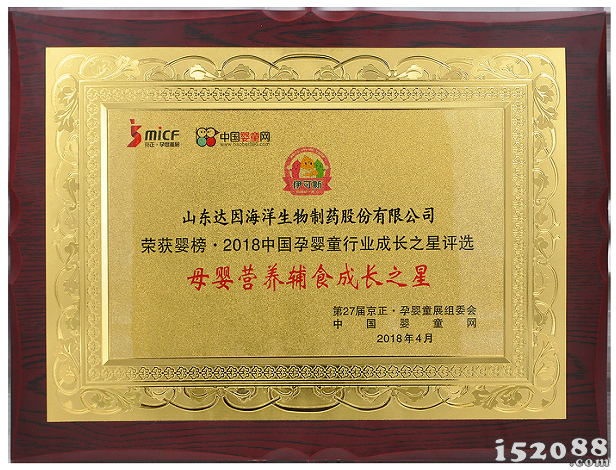 MICF
京正·孕婴童展
中国婴童网
伊可新
山东达因海洋生物制药股份有限公司
荣获婴榜·2018中国孕婴童行业成长之星评选
母婴营养辅食成长之星
第27届京正·孕婴童展组委会
中国婴童网
2018年4月
i52088
.com